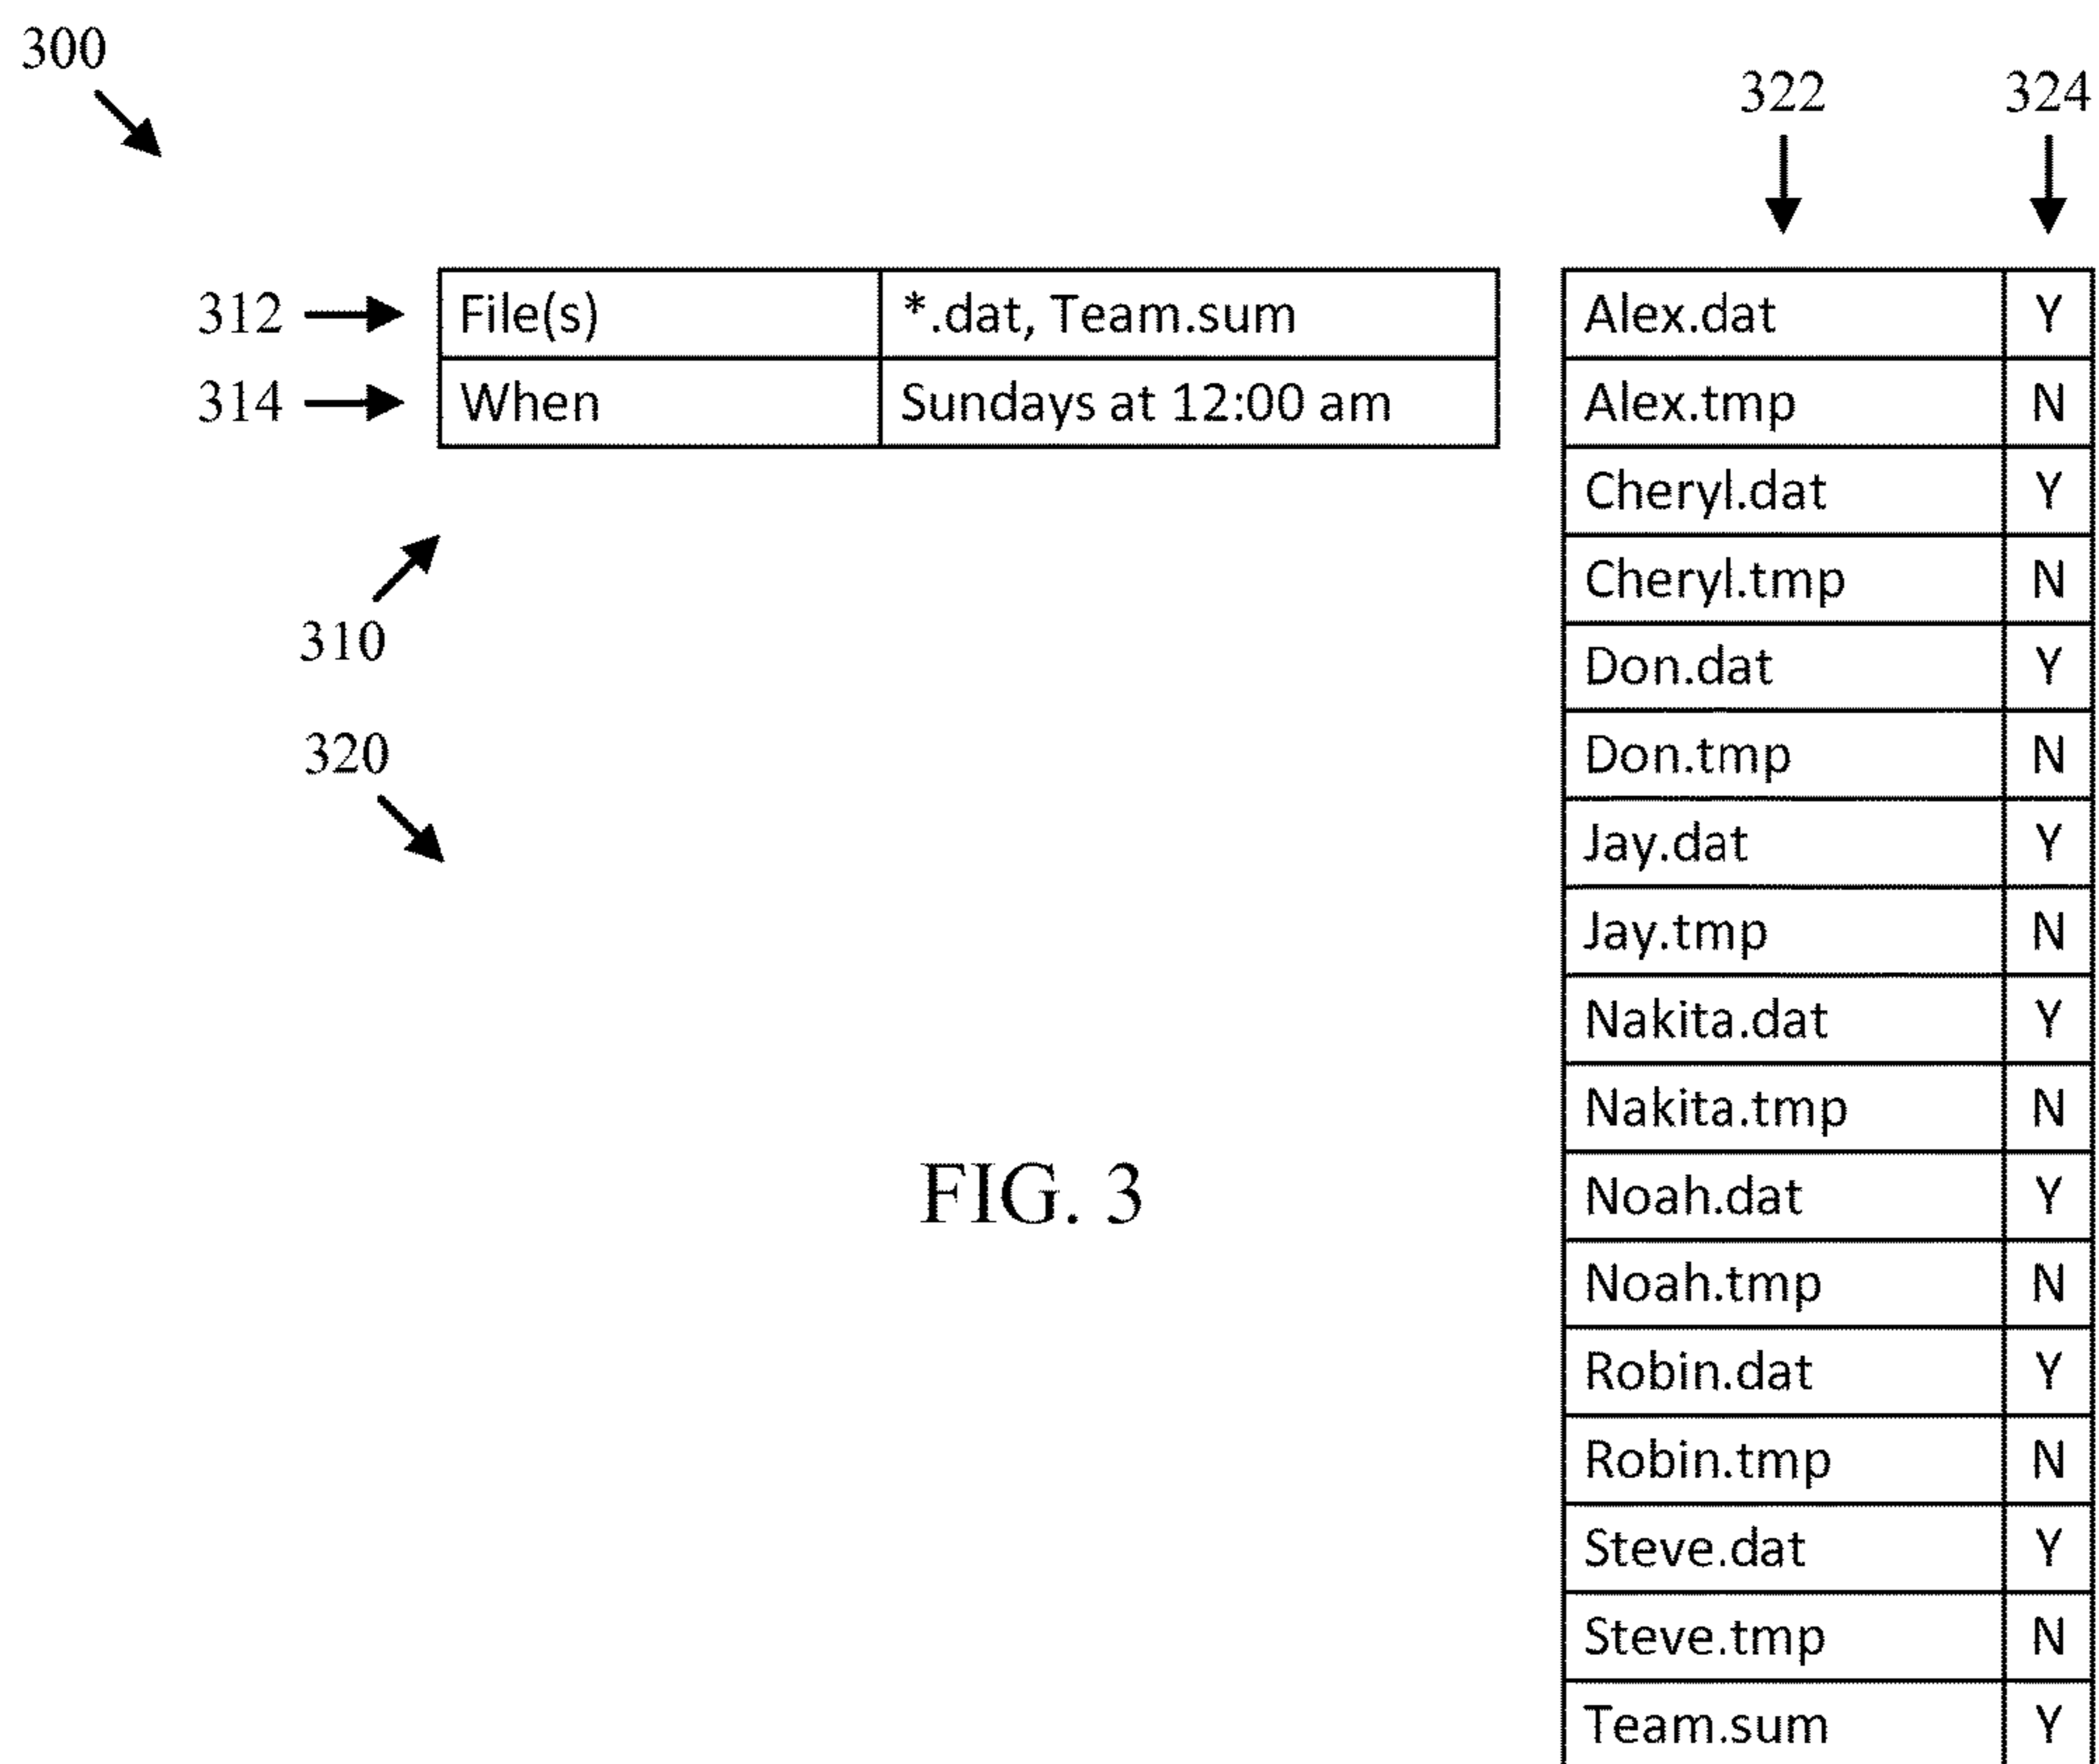 300
322 324
312 File(s) *.dat, Team.sum
314 When Sundays at 12:00 am
310
320
Alex.dat Y
Alex.tmp N
Cheryl.dat Y
Cheryl.tmp N
Don.dat Y
Don.tmp N
Jay.dat Y
Jay.tmp N
Nakita.dat Y
Nakita.tmp N
Noah.dat Y
Noah.tmp N
Robin.dat Y
Robin.tmp N
Steve.dat Y
Steve.tmp N
Team.sum Y
FIG. 3